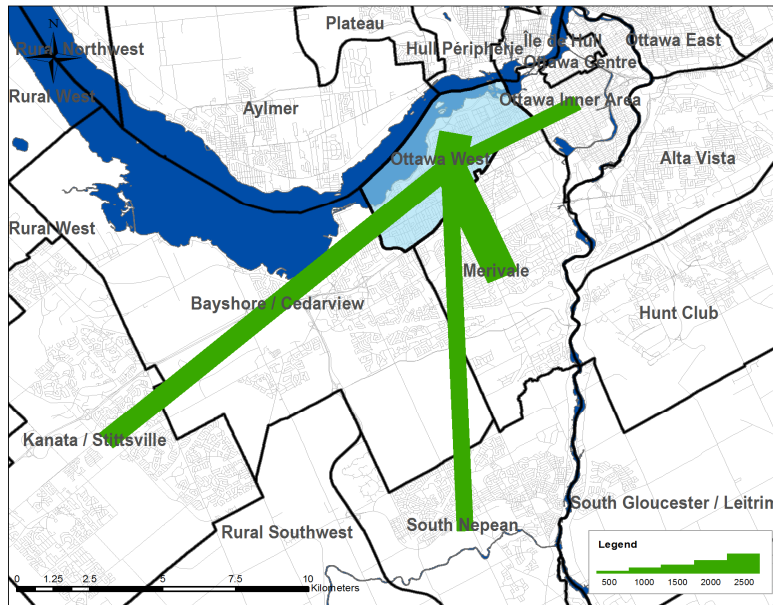 Plateau
N
Rural Northwest
Hull Périphérie
Île de Hull
Ottawa East
Ottawa Centre
Rural West
Aylmer
Ottawa Inner Area
Ottawa West
Alta Vista
Rural West
Merivale
Bayshore / Cedarview
Hunt Club
Kanata / Stittsville
South Nepean
South Gloucester / Leitrim
Rural Southwest
Legend
500 1000 1500 2000 2500
0 1.25 2.5 5 7.5 10
Kilometers